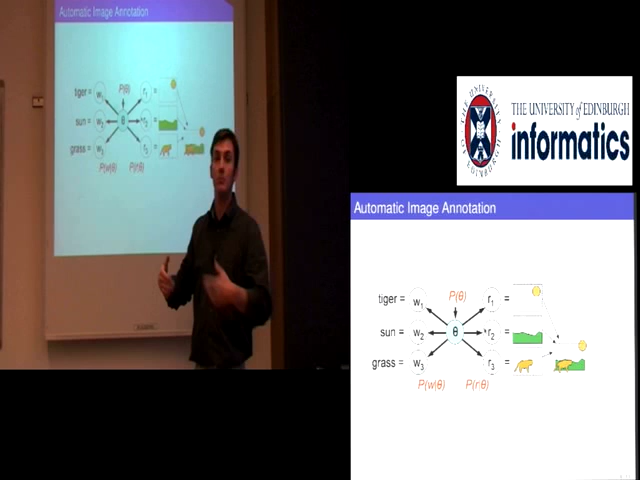 Automatic Image Annotation
tiger = w1 P(θ) r1 =
sun = w2 θ r2 =
grass = w3 r3 =
P(w|θ) P(r|θ)
THE UNIVERSITY of EDINBURGH
informatics
Automatic Image Annotation
tiger = w1 P(θ) r1 =
sun = w2 θ r2 =
grass = w3 r3 =
P(w|θ) P(r|θ)